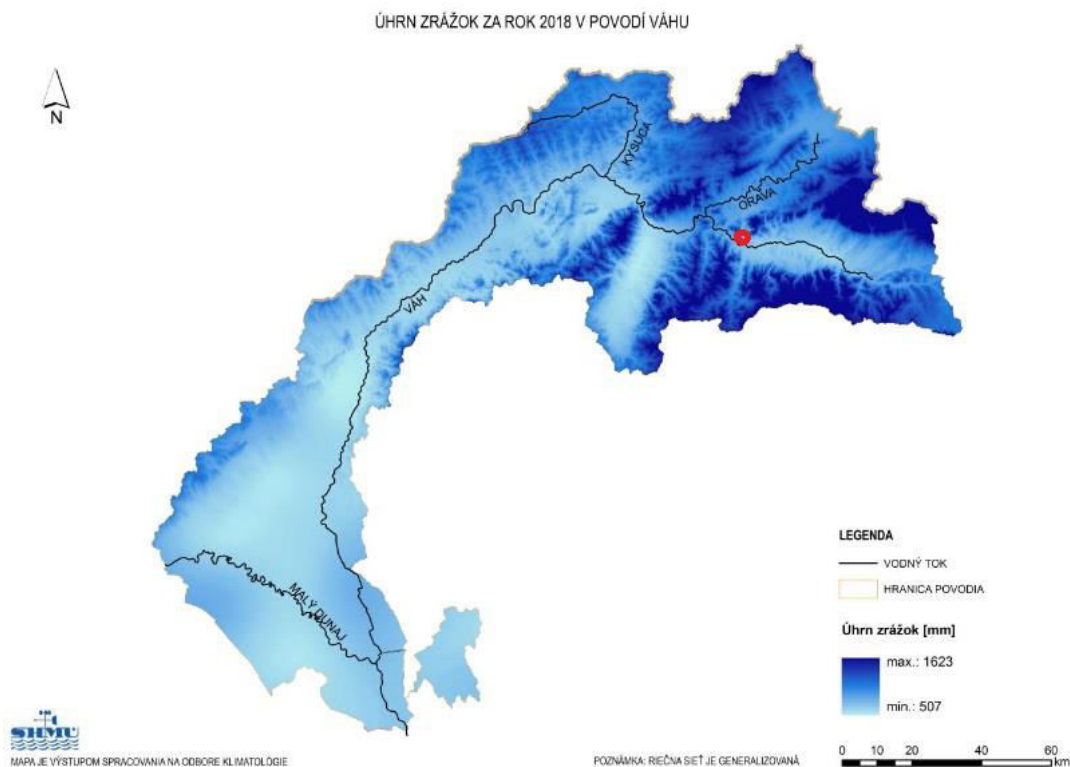 ÚHRN ZRÁŽOK ZA ROK 2018 V POVODÍ VÁHU
N
KYSUCA
ORAVA
VÁH
MALÝ DUNAJ
LEGENDA
VODNÝ TOK
HRANICA POVODIA
Úhrn zrážok [mm]
max.: 1623
min.: 507
SHMÚ
MAPA JE VÝSTUPOM SPRACOVANIA NA ODBORE KLIMATOLÓGIE
POZNÁMKA: RIEČNA SIEŤ JE GENERALIZOVANÁ
0 10 20 40 60
km